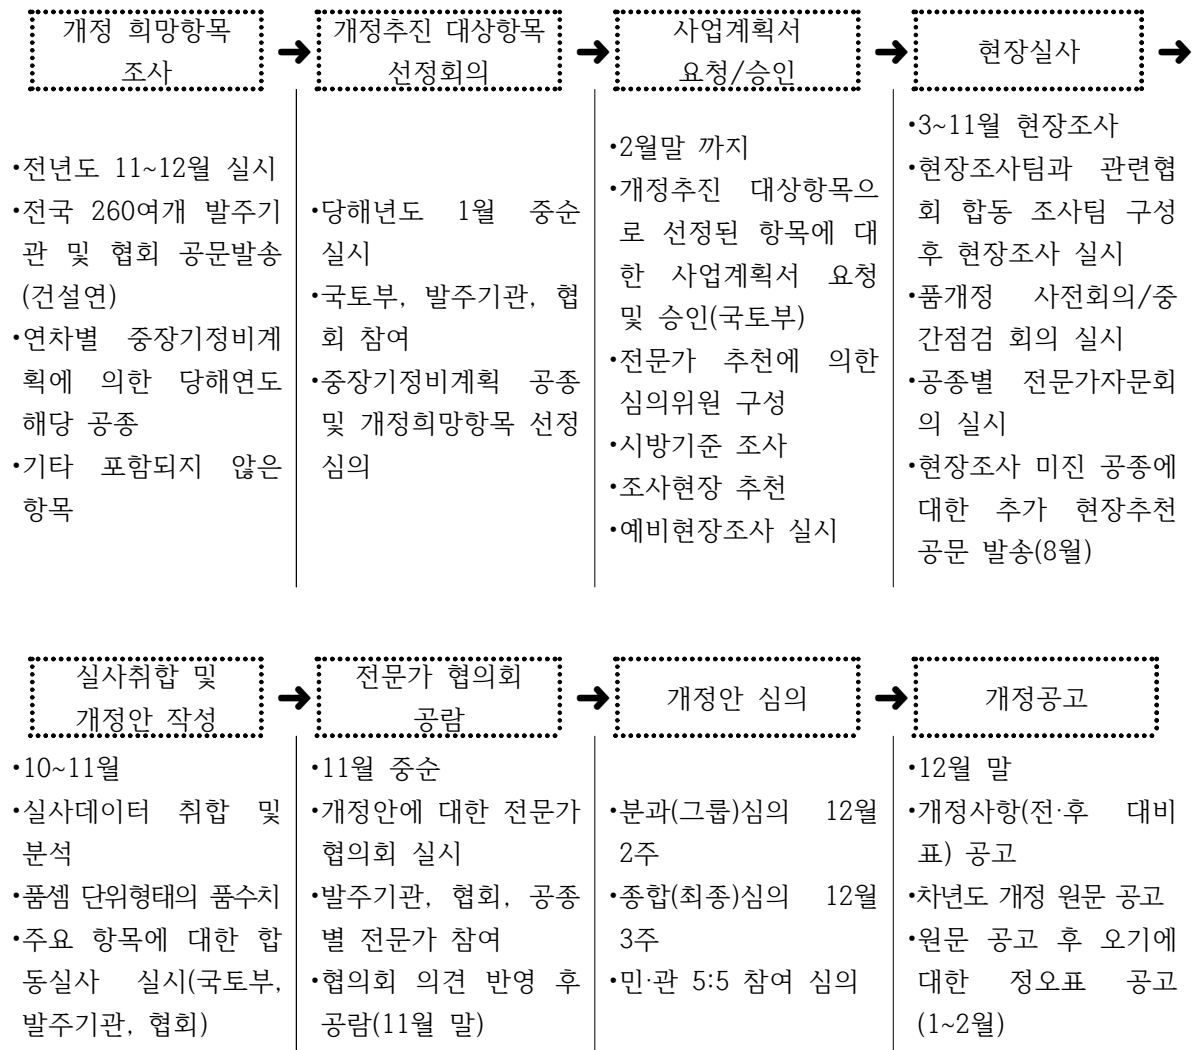 개정 희망항목
조사
➜
개정추진 대상항목
선정회의
➜
사업계획서
요청/승인
➜
현장실사
➜
·전년도 11~12월 실시
·전국 260여개 발주기
관 및 협회 공문발송
(건설연)
·연차별 중장기정비계
획에 의한 당해연도
해당 공종
·기타 포함되지 않은
항목
·당해년도 1월 중순
실시
·국토부, 발주기관, 협
회 참여
·중장기정비계획 공종
및 개정희망항목 선정
심의
·2월말 까지
·개정추진 대상항목으
로 선정된 항목에 대
한 사업계획서 요청
및 승인(국토부)
·전문가 추천에 의한
심의위원 구성
·시방기준 조사
·조사현장 추천
·예비현장조사 실시
·3~11월 현장조사
·현장조사팀과 관련협
회 합동 조사팀 구성
후 현장조사 실시
·품개정 사전회의/중
간점검 회의 실시
·공종별 전문가자문회
의 실시
·현장조사 미진 공종에
대한 추가 현장추천
공문 발송(8월)
실사취합 및
개정안 작성
➜
전문가 협의회
공람
➜
개정안 심의
➜
개정공고
·10~11월
·실사데이터 취합 및
분석
·품셈 단위형태의 품수치
·주요 항목에 대한 합
동실사 실시(국토부,
발주기관, 협회)
·11월 중순
·개정안에 대한 전문가
협의회 실시
·발주기관, 협회, 공종
별 전문가 참여
·협의회 의견 반영 후
공람(11월 말)
·분과(그룹)심의 12월
2주
·종합(최종)심의 12월
3주
·민·관 5:5 참여 심의
·12월 말
·개정사항(전·후 대비
표) 공고
·차년도 개정 원문 공고
·원문 공고 후 오기에
대한 정오표 공고
(1~2월)